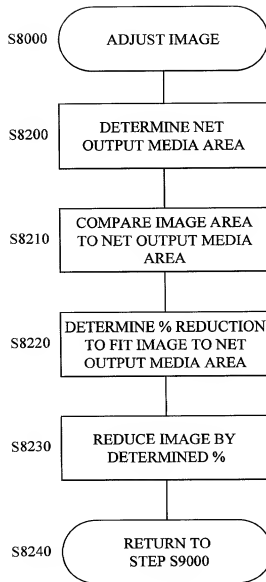 S8000
ADJUST IMAGE
S8200
DETERMINE NET
OUTPUT MEDIA AREA
S8210
COMPARE IMAGE AREA
TO NET OUTPUT MEDIA
AREA
S8220
DETERMINE % REDUCTION
TO FIT IMAGE TO NET
OUTPUT MEDIA AREA
S8230
REDUCE IMAGE BY
DETERMINED %
S8240
RETURN TO
STEP S9000